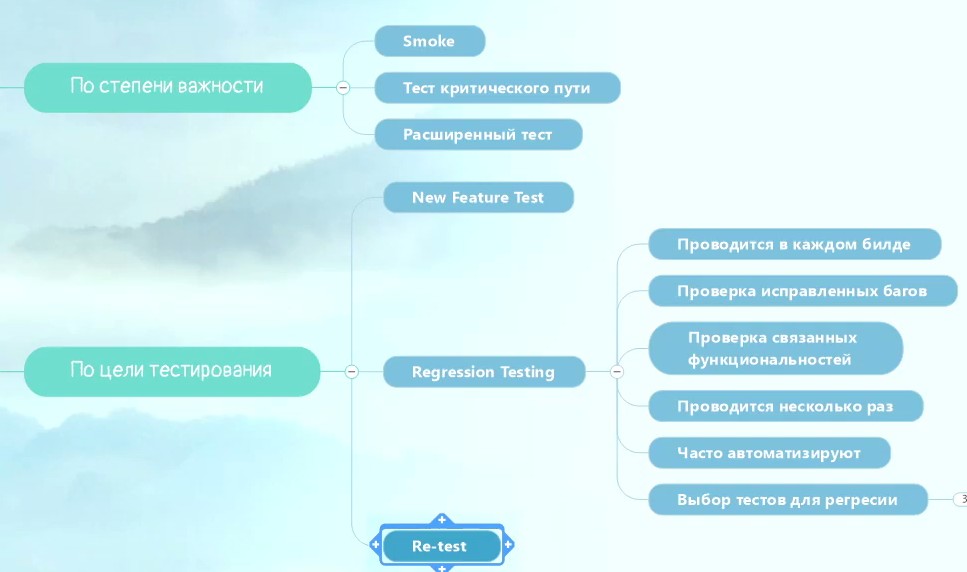 По степени важности
Smoke
Тест критического пути
Расширенный тест
По цели тестирования
New Feature Test
Regression Testing
Проводится в каждом билде
Проверка исправленных багов
Проверка связанных
функциональностей
Проводится несколько раз
Часто автоматизируют
Выбор тестов для регресии
3
Re-test